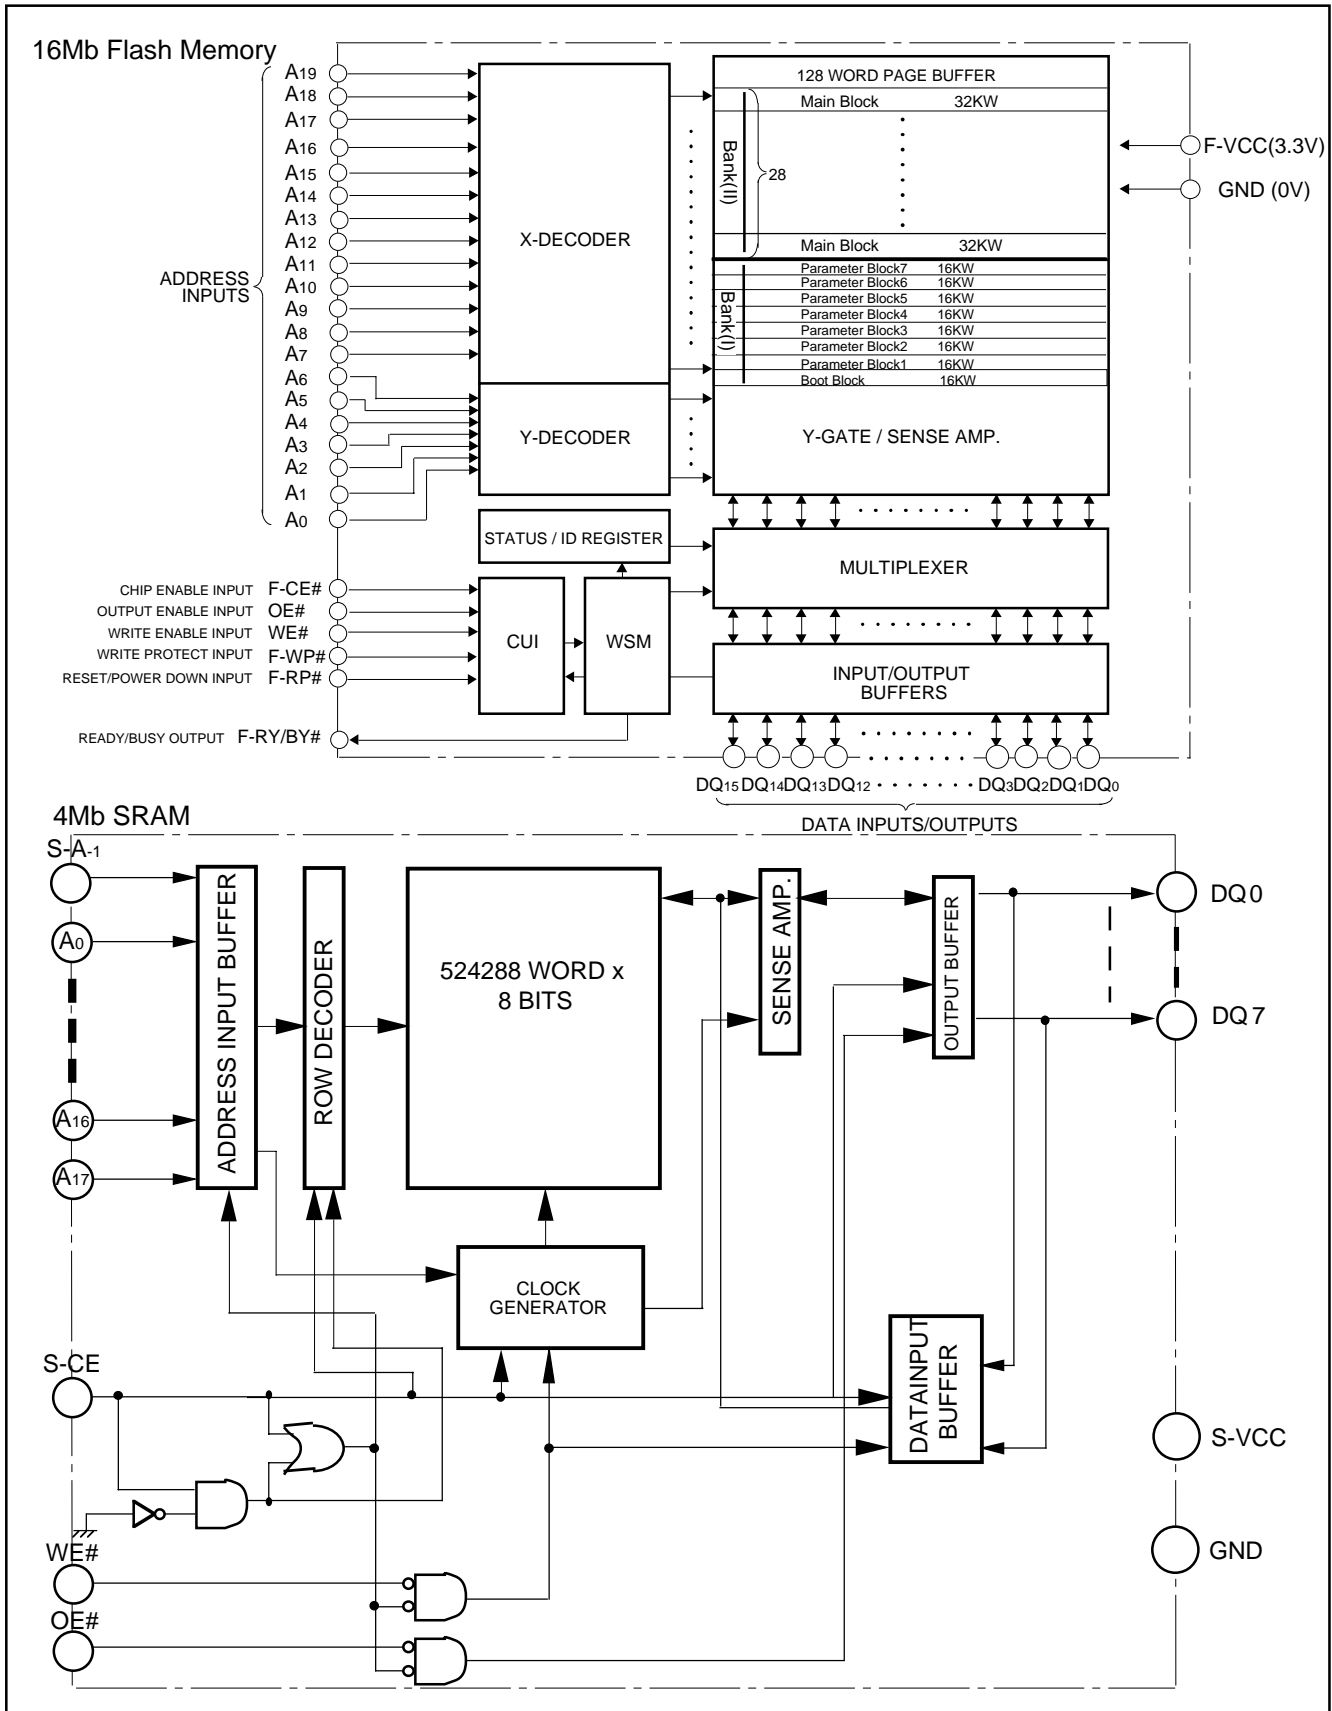 16Mb Flash Memory
A19
A18
A17
A16
A15
A14
A13
A12
A11
A10
A9
A8
A7
A6
A5
A4
A3
A2
A1
A0
ADDRESS
INPUTS
X-DECODER
Y-DECODER
128 WORD PAGE BUFFER
Main Block 32KW
Bank(II)
28
Main Block 32KW
Bank(I)
Parameter Block7 16KW
Parameter Block6 16KW
Parameter Block5 16KW
Parameter Block4 16KW
Parameter Block3 16KW
Parameter Block2 16KW
Parameter Block1 16KW
Boot Block 16KW
Y-GATE / SENSE AMP.
F-VCC(3.3V)
GND (0V)
STATUS / ID REGISTER
MULTIPLEXER
CHIP ENABLE INPUT F-CE#
OUTPUT ENABLE INPUT OE#
WRITE ENABLE INPUT WE#
WRITE PROTECT INPUT F-WP#
RESET/POWER DOWN INPUT F-RP#
CUI
WSM
INPUT/OUTPUT
BUFFERS
READY/BUSY OUTPUT F-RY/BY#
DQ15 DQ14 DQ13 DQ12 DQ3 DQ2 DQ1 DQ0
DATA INPUTS/OUTPUTS
4Mb SRAM
S-A-1
A0
A16
A17
ADDRESS INPUT BUFFER
ROW DECODER
524288 WORD x
8 BITS
SENSE AMP.
OUTPUT BUFFER
DQ0
DQ7
CLOCK
GENERATOR
DATAINPUT
BUFFER
S-CE
S-VCC
WE#
GND
OE#